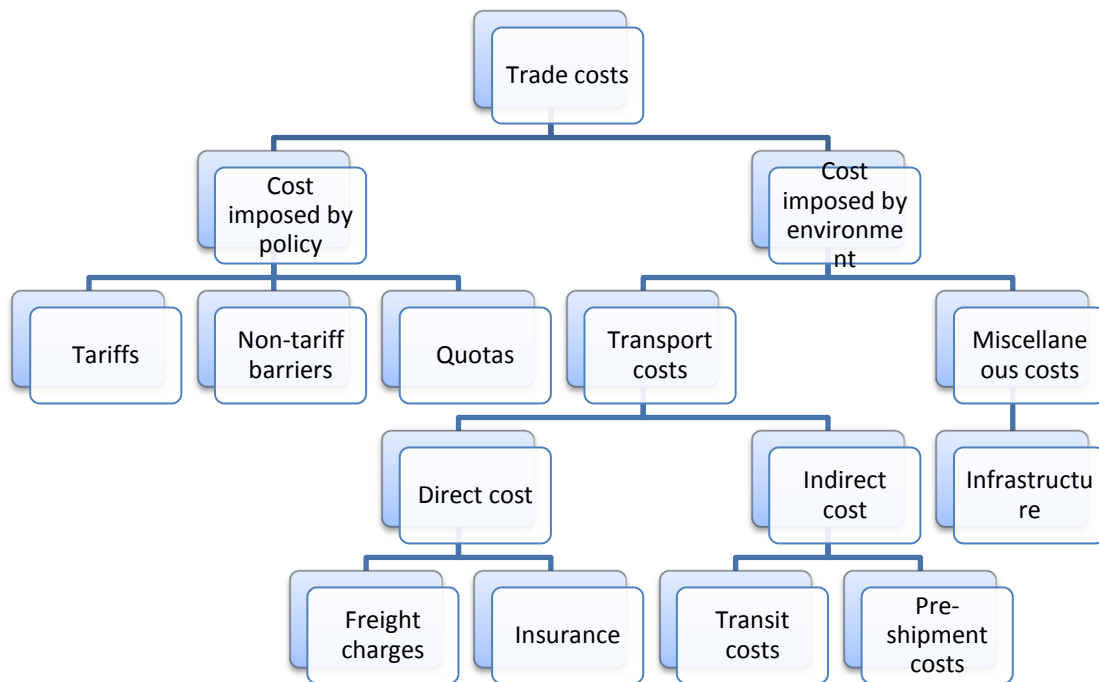 Trade costs
Cost
imposed by
policy
Cost
imposed by
environme
nt
Tariffs
Non-tariff
barriers
Quotas
Transport
costs
Miscellane
ous costs
Direct cost
Indirect
cost
Infrastructu
re
Freight
charges
Insurance
Transit
costs
Pre-
shipment
costs